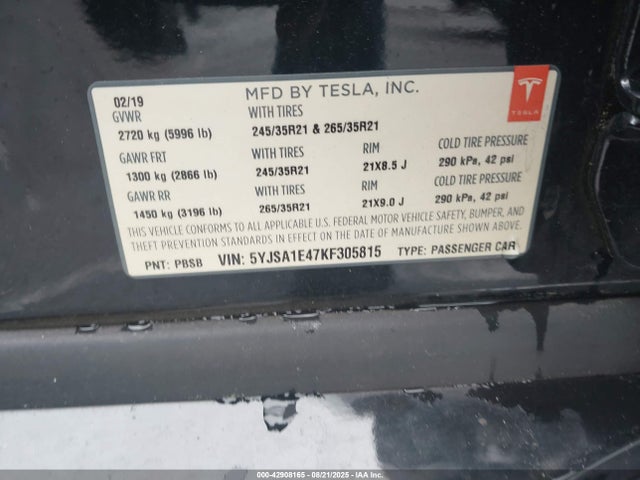 02/19 MFD BY TESLA, INC.
TESLA
GVWR WITH TIRES
2720 kg (5996 lb) 245/35R21 & 265/35R21
GAWR FRT WITH TIRES RIM COLD TIRE PRESSURE
1300 kg (2866 lb) 245/35R21 21X8.5 J 290 kPa, 42 psi
GAWR RR WITH TIRES RIM COLD TIRE PRESSURE
1450 kg (3196 lb) 265/35R21 21X9.0 J 290 kPa, 42 psi
THIS VEHICLE CONFORMS TO ALL APPLICABLE U.S. FEDERAL MOTOR VEHICLE SAFETY, BUMPER, AND
THEFT PREVENTION STANDARDS IN EFFECT ON THE DATE OF MANUFACTURE SHOWN ABOVE.
PNT: PBSB VIN: 5YJSA1E47KF305815 TYPE: PASSENGER CAR
000-42908165 - 08/21/2025 - IAA Inc.